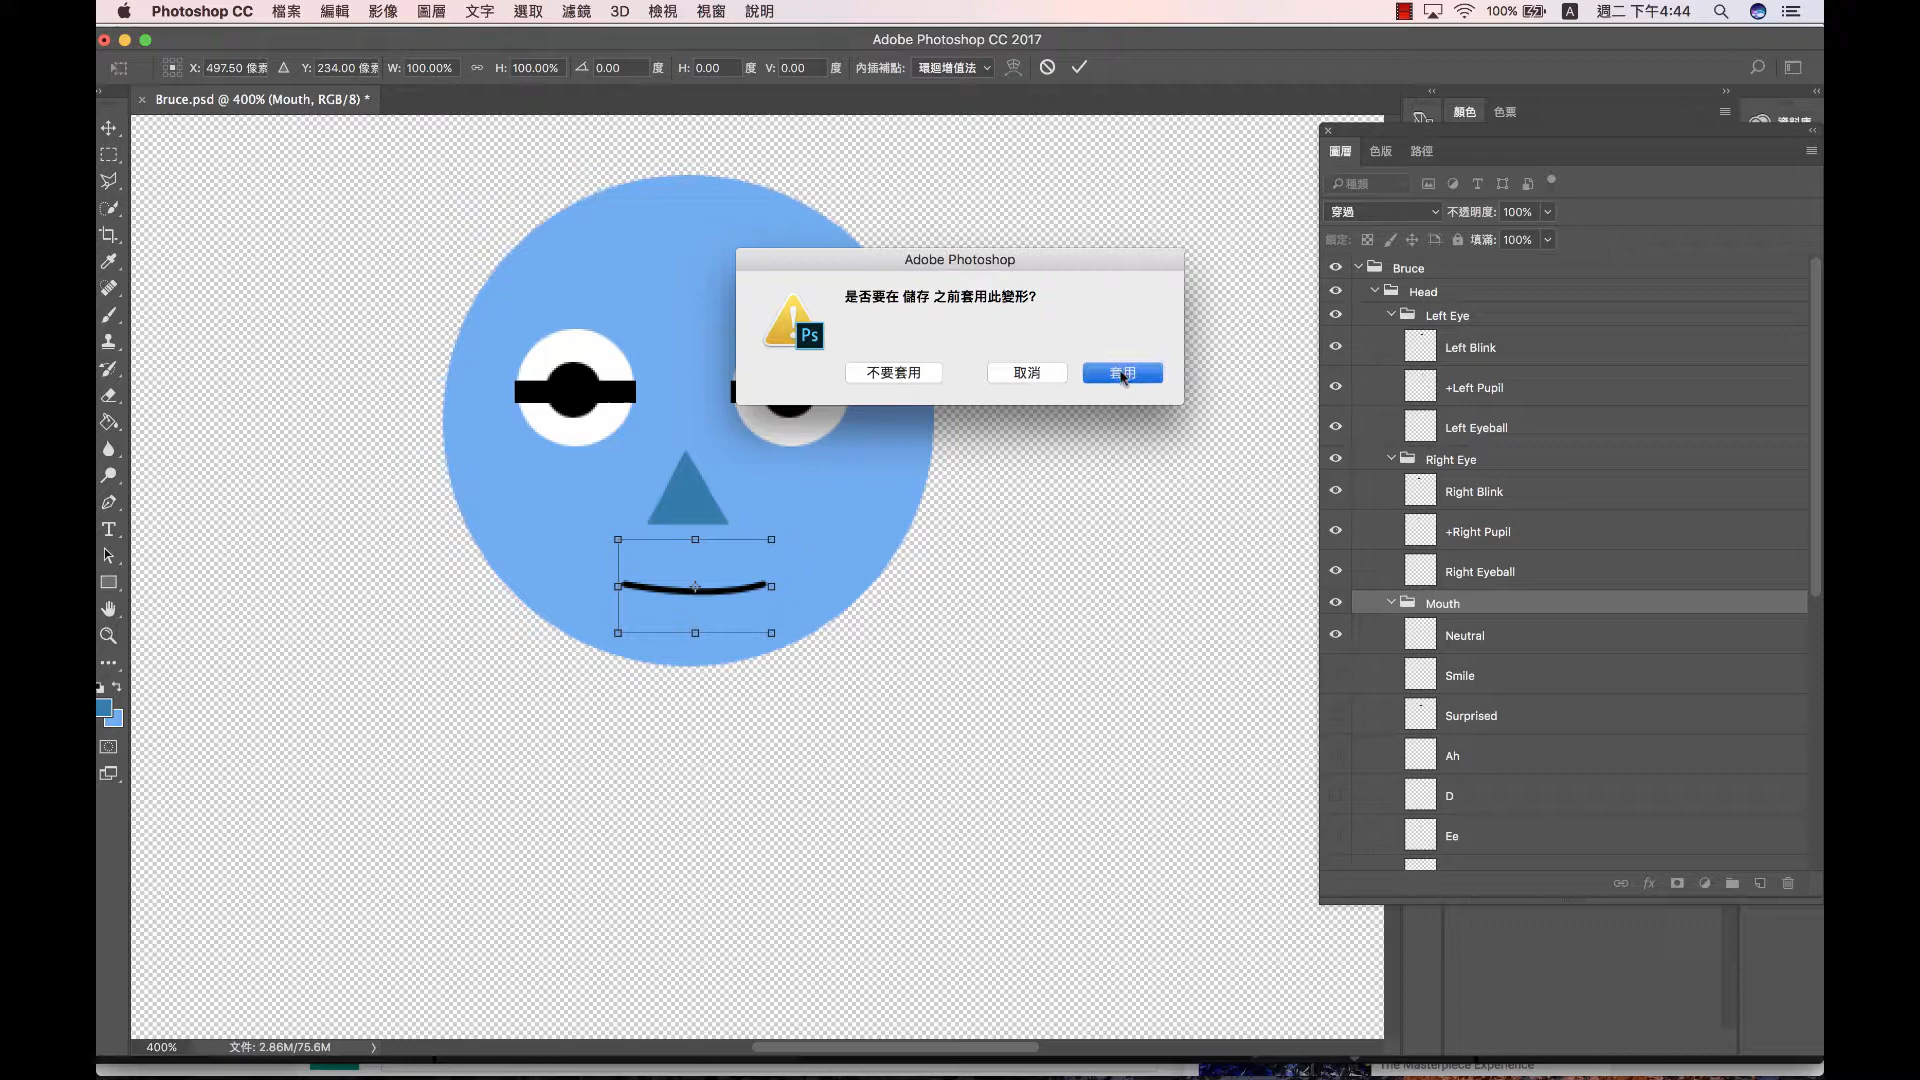 Photoshop CC 檔案 編輯 影像 圖層 文字 選取 濾鏡 3D 檢視 視窗 說明 100% A 週二 下午4:44
Adobe Photoshop CC 2017
X: 497.50 像素 Y: 234.00 像素 W: 100.00% H: 100.00% 0.00 度 H: 0.00 度 V: 0.00 度 內插補點: 環迴增值法
Bruce.psd @ 400% (Mouth, RGB/8) *
顏色 色票
圖層 色版 路徑
種類
穿過 不透明度: 100%
鎖定: 填滿: 100%
Adobe Photoshop
是否要在 儲存 之前套用此變形?
Ps
不要套用 取消 套用
Bruce
Head
Left Eye
Left Blink
+Left Pupil
Left Eyeball
Right Eye
Right Blink
+Right Pupil
Right Eyeball
Mouth
Neutral
Smile
Surprised
Ah
D
Ee
fx
400% 文件: 2.86M/75.6M
The Masterpiece Experience